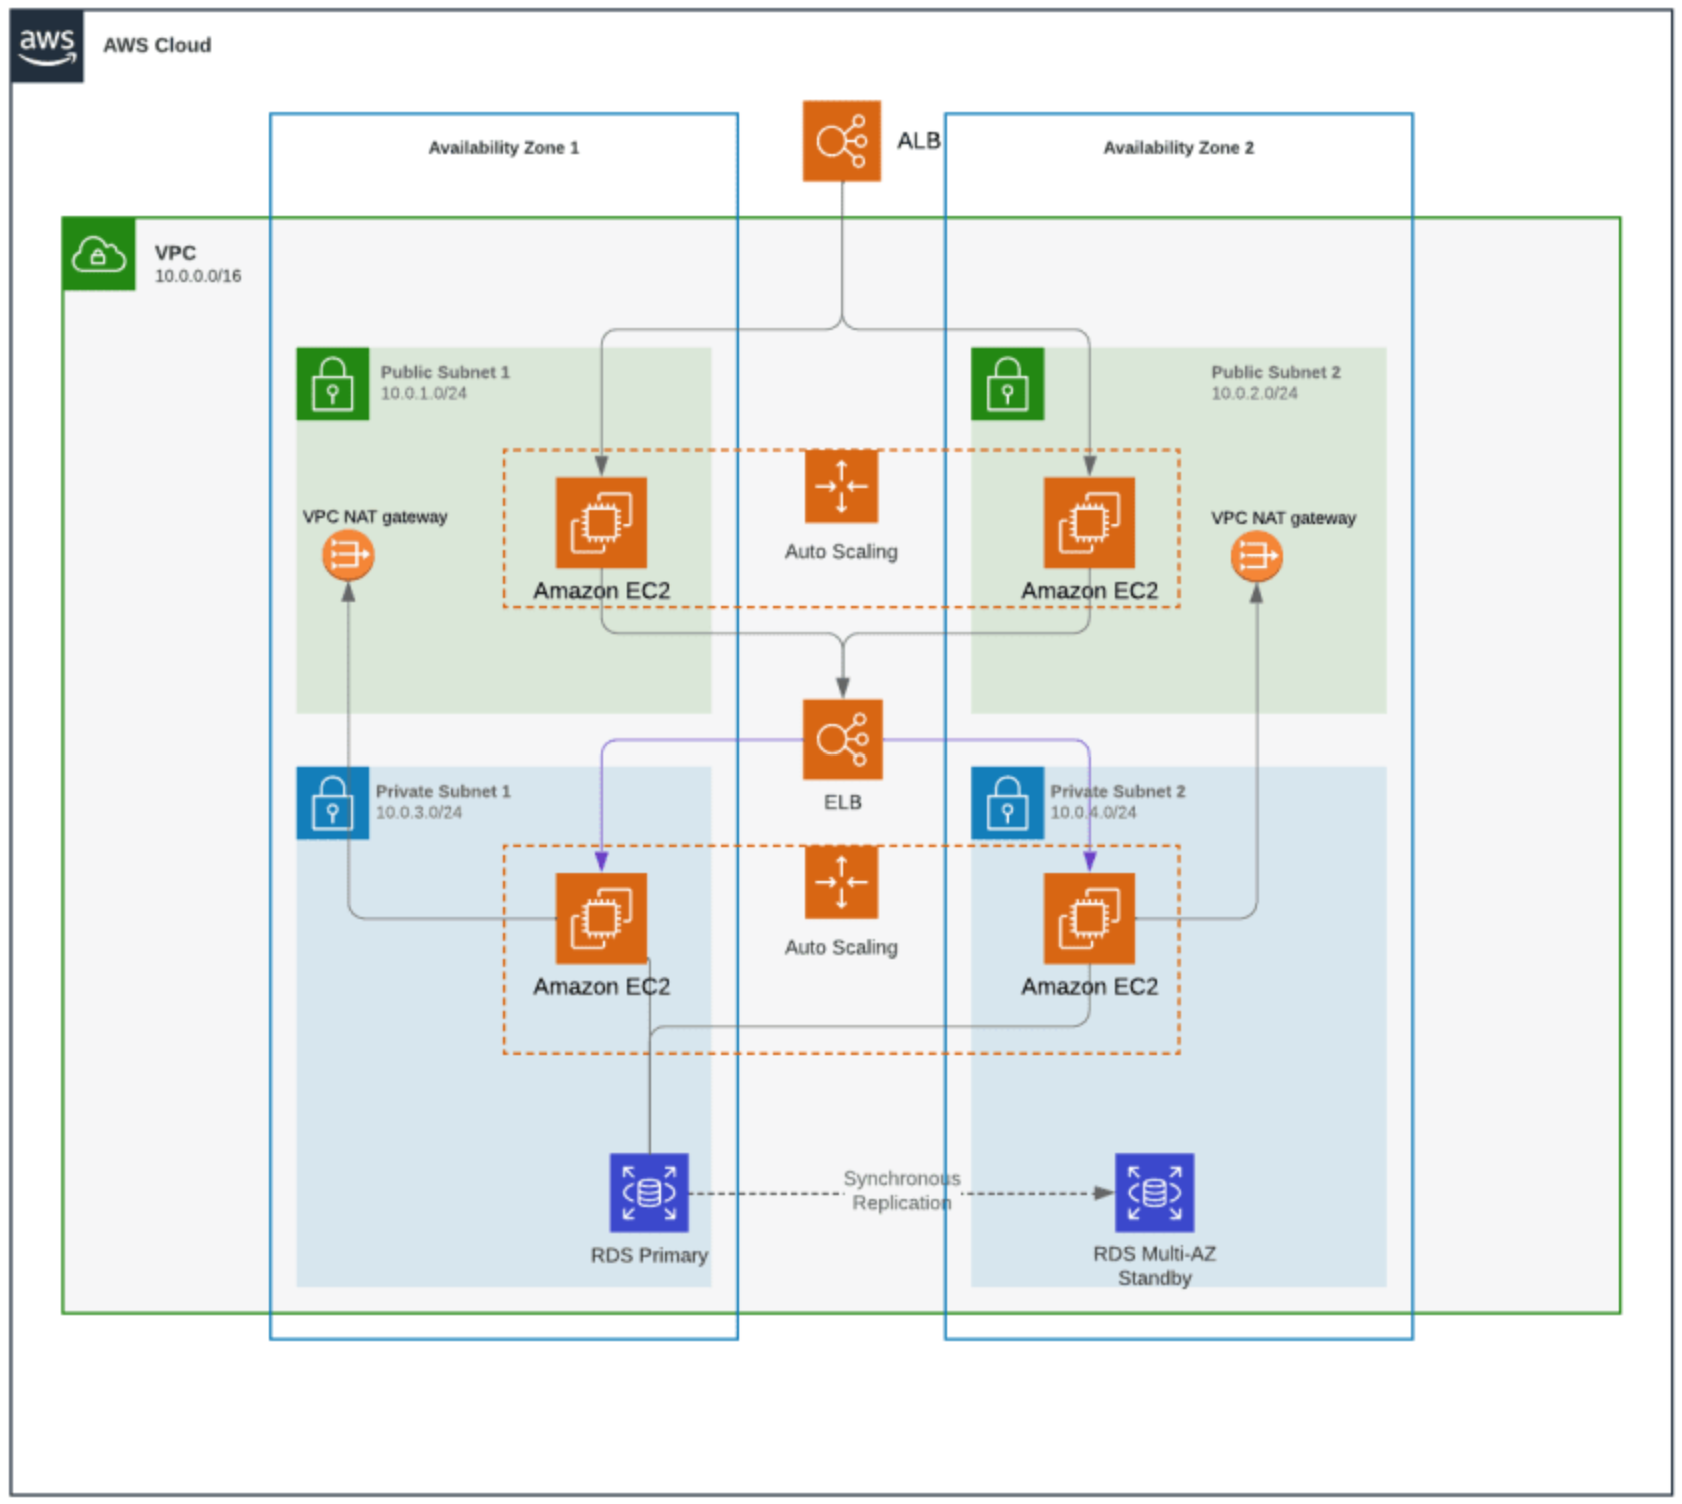 aws
AWS Cloud
Availability Zone 1
ALB
Availability Zone 2
VPC
10.0.0.0/16
Public Subnet 1
10.0.1.0/24
Public Subnet 2
10.0.2.0/24
VPC NAT gateway
Amazon EC2
Auto Scaling
Amazon EC2
VPC NAT gateway
ELB
Private Subnet 1
10.0.3.0/24
Private Subnet 2
10.0.4.0/24
Amazon EC2
Auto Scaling
Amazon EC2
RDS Primary
Synchronous
Replication
RDS Multi-AZ
Standby